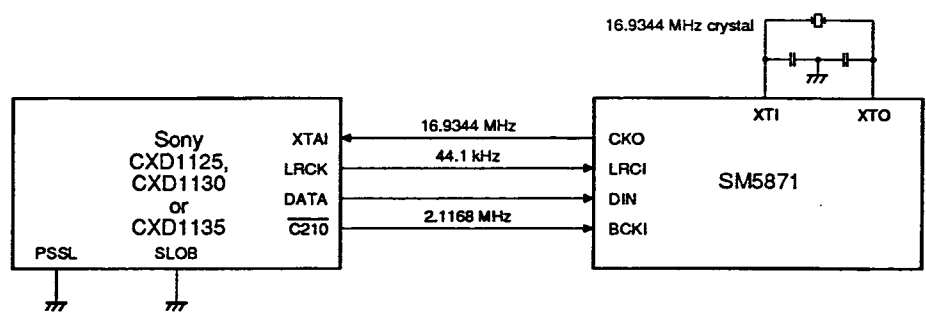 16.9344 MHz crystal
XTI XTO
Sony
CXD1125,
CXD1130
or
CXD1135
XTAI 16.9344 MHz CKO
LRCK 44.1 kHz LRCI
DATA DIN
C210 2.1168 MHz BCKI
SM5871
PSSL SLOB